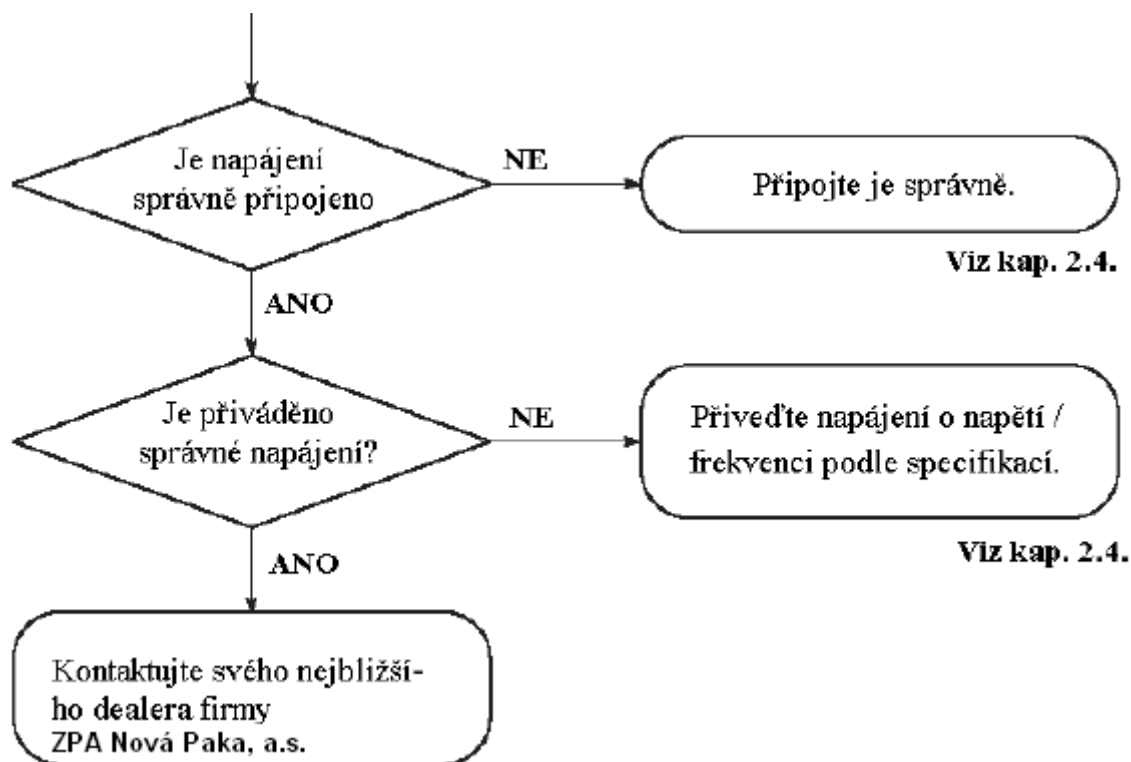 Je napájení
správně připojeno
NE
Připojte je správně.
Viz kap. 2.4.
ANO
Je přiváděno
správné napájení?
NE
Přiveďte napájení o napětí /
frekvenci podle specifikací.
Viz kap. 2.4.
ANO
Kontaktujte svého nejbližší-
ho dealera firmy
ZPA Nová Paka, a.s.